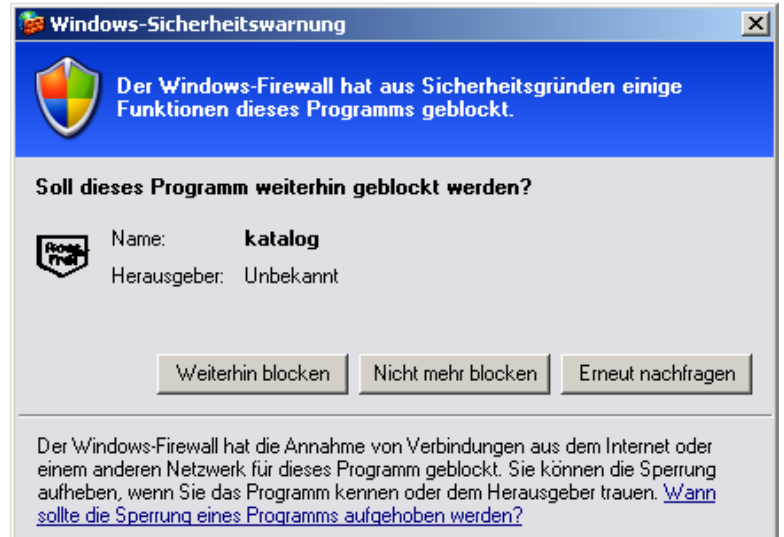 Windows-Sicherheitswarnung
Der Windows-Firewall hat aus Sicherheitsgründen einige
Funktionen dieses Programms geblockt.
Soll dieses Programm weiterhin geblockt werden?
Name: katalog
Herausgeber: Unbekannt
Weiterhin blocken Nicht mehr blocken Erneut nachfragen
Der Windows-Firewall hat die Annahme von Verbindungen aus dem Internet oder
einem anderen Netzwerk für dieses Programm geblockt. Sie können die Sperrung
aufheben, wenn Sie das Programm kennen oder dem Herausgeber trauen. Wann
sollte die Sperrung eines Programms aufgehoben werden?